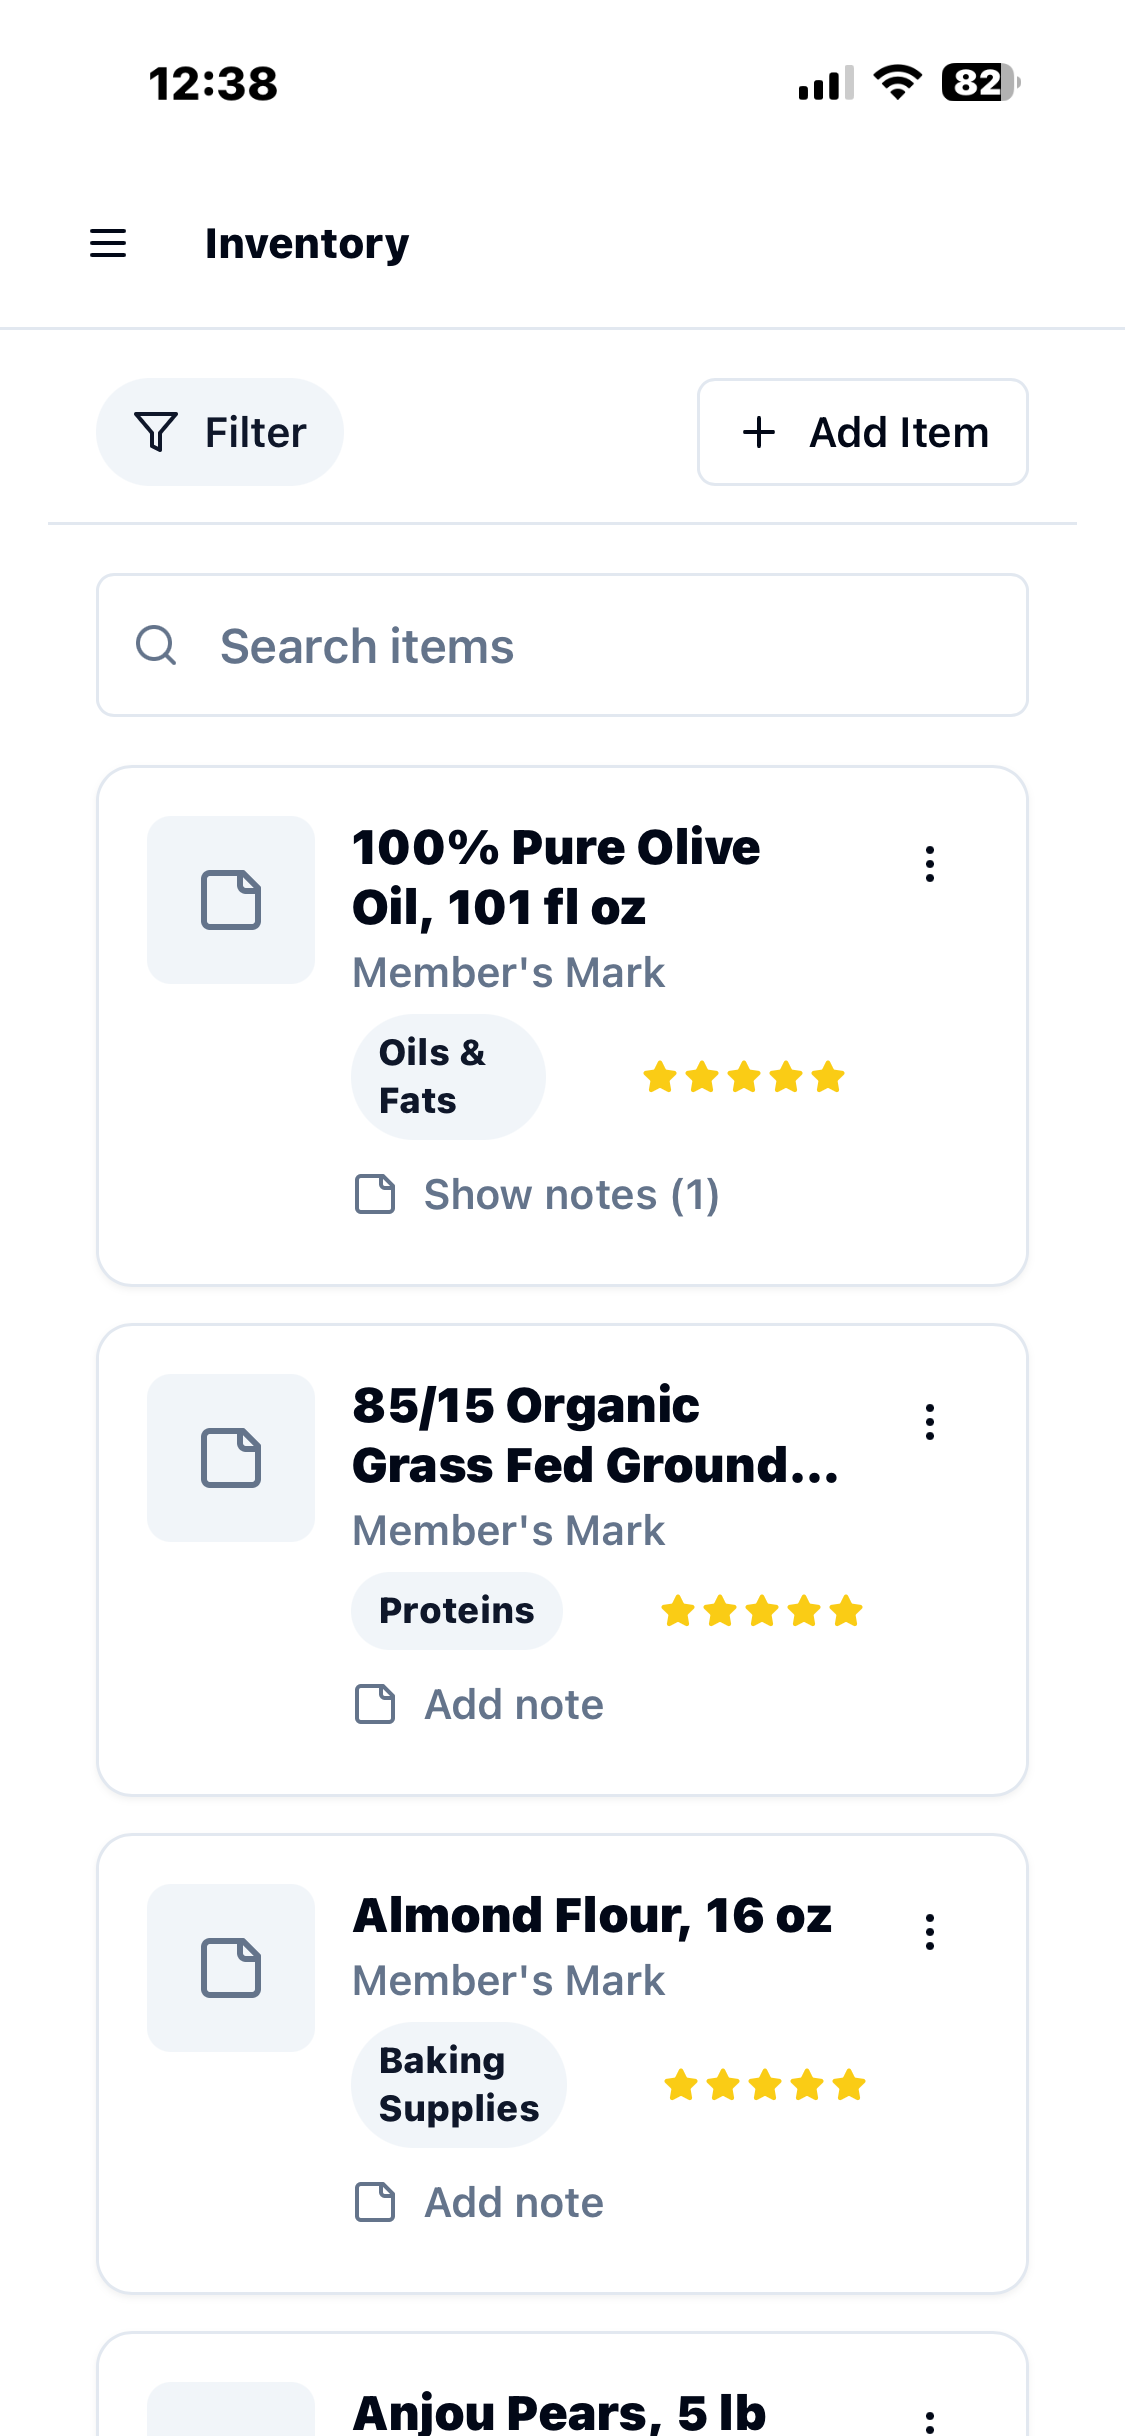 12:38
82
Inventory
Filter
Add Item
Search items
100% Pure Olive
Oil, 101 fl oz
Member's Mark
Oils &
Fats
Show notes (1)
85/15 Organic
Grass Fed Ground...
Member's Mark
Proteins
Add note
Almond Flour, 16 oz
Member's Mark
Baking
Supplies
Add note
Anjou Pears, 5 lb